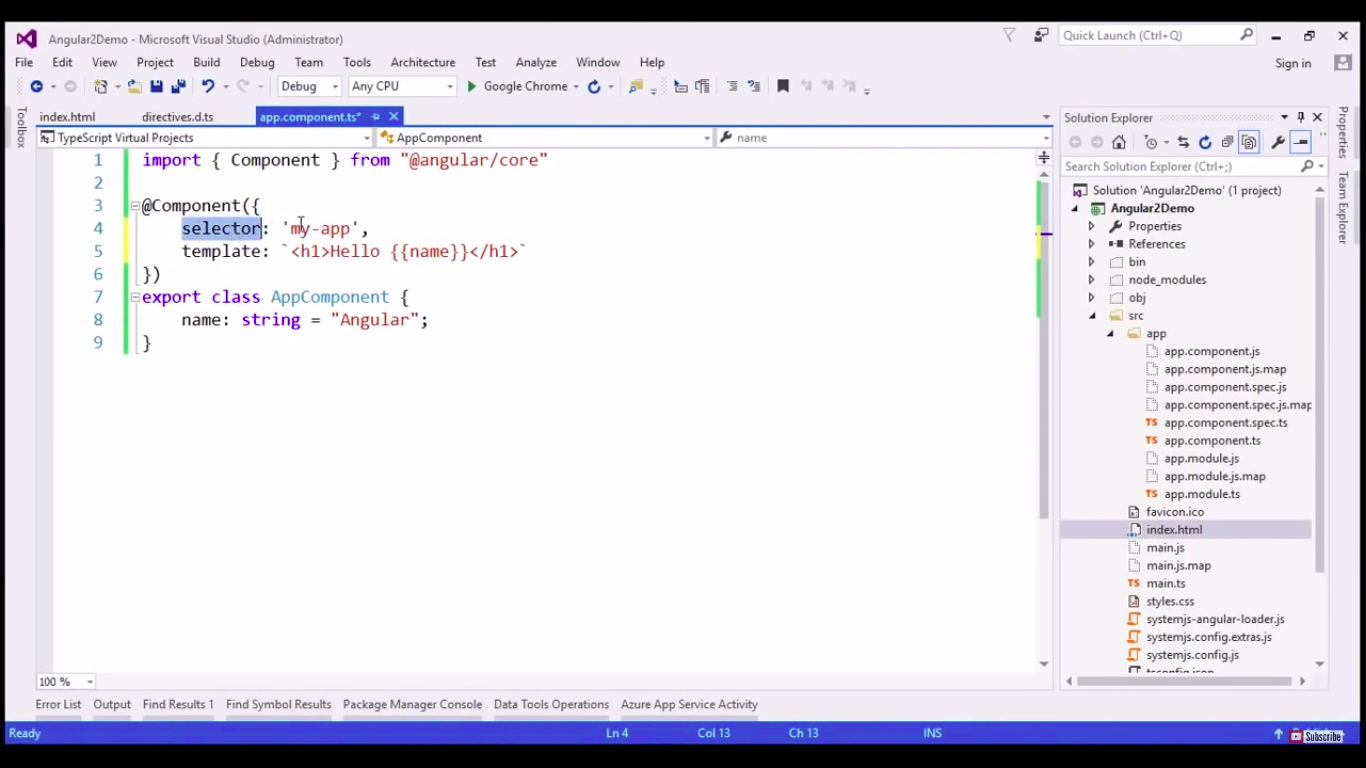 Angular2Demo - Microsoft Visual Studio (Administrator)
Quick Launch (Ctrl+Q)
File Edit View Project Build Debug Team Tools Architecture Test Analyze Window Help
Sign in
Debug Any CPU Google Chrome
Toolbox
index.html directives.d.ts app.component.ts*
TypeScript Virtual Projects AppComponent name
1 import { Component } from "@angular/core"
2
3 @Component({
4 selector: 'my-app',
5 template: `<h1>Hello {{name}}</h1>`
6 })
7 export class AppComponent {
8 name: string = "Angular";
9 }
100 %
Solution Explorer
Search Solution Explorer (Ctrl+;)
Solution 'Angular2Demo' (1 project)
Angular2Demo
Properties
References
bin
node_modules
obj
src
app
app.component.js
app.component.js.map
app.component.spec.js
app.component.spec.js.map
TS app.component.spec.ts
TS app.component.ts
app.module.js
app.module.js.map
TS app.module.ts
favicon.ico
index.html
main.js
main.js.map
TS main.ts
styles.css
systemjs-angular-loader.js
systemjs.config.extras.js
systemjs.config.js
tsconfig.json
Properties
Team Explorer
Error List Output Find Results 1 Find Symbol Results Package Manager Console Data Tools Operations Azure App Service Activity
Ready Ln 4 Col 13 Ch 13 INS
Subscribe